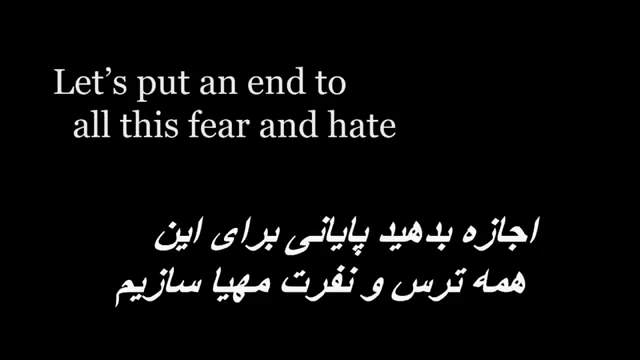 Let’s put an end to
all this fear and hate
اجازه بدهید پایانی برای این
همه ترس و نفرت مهیا سازیم